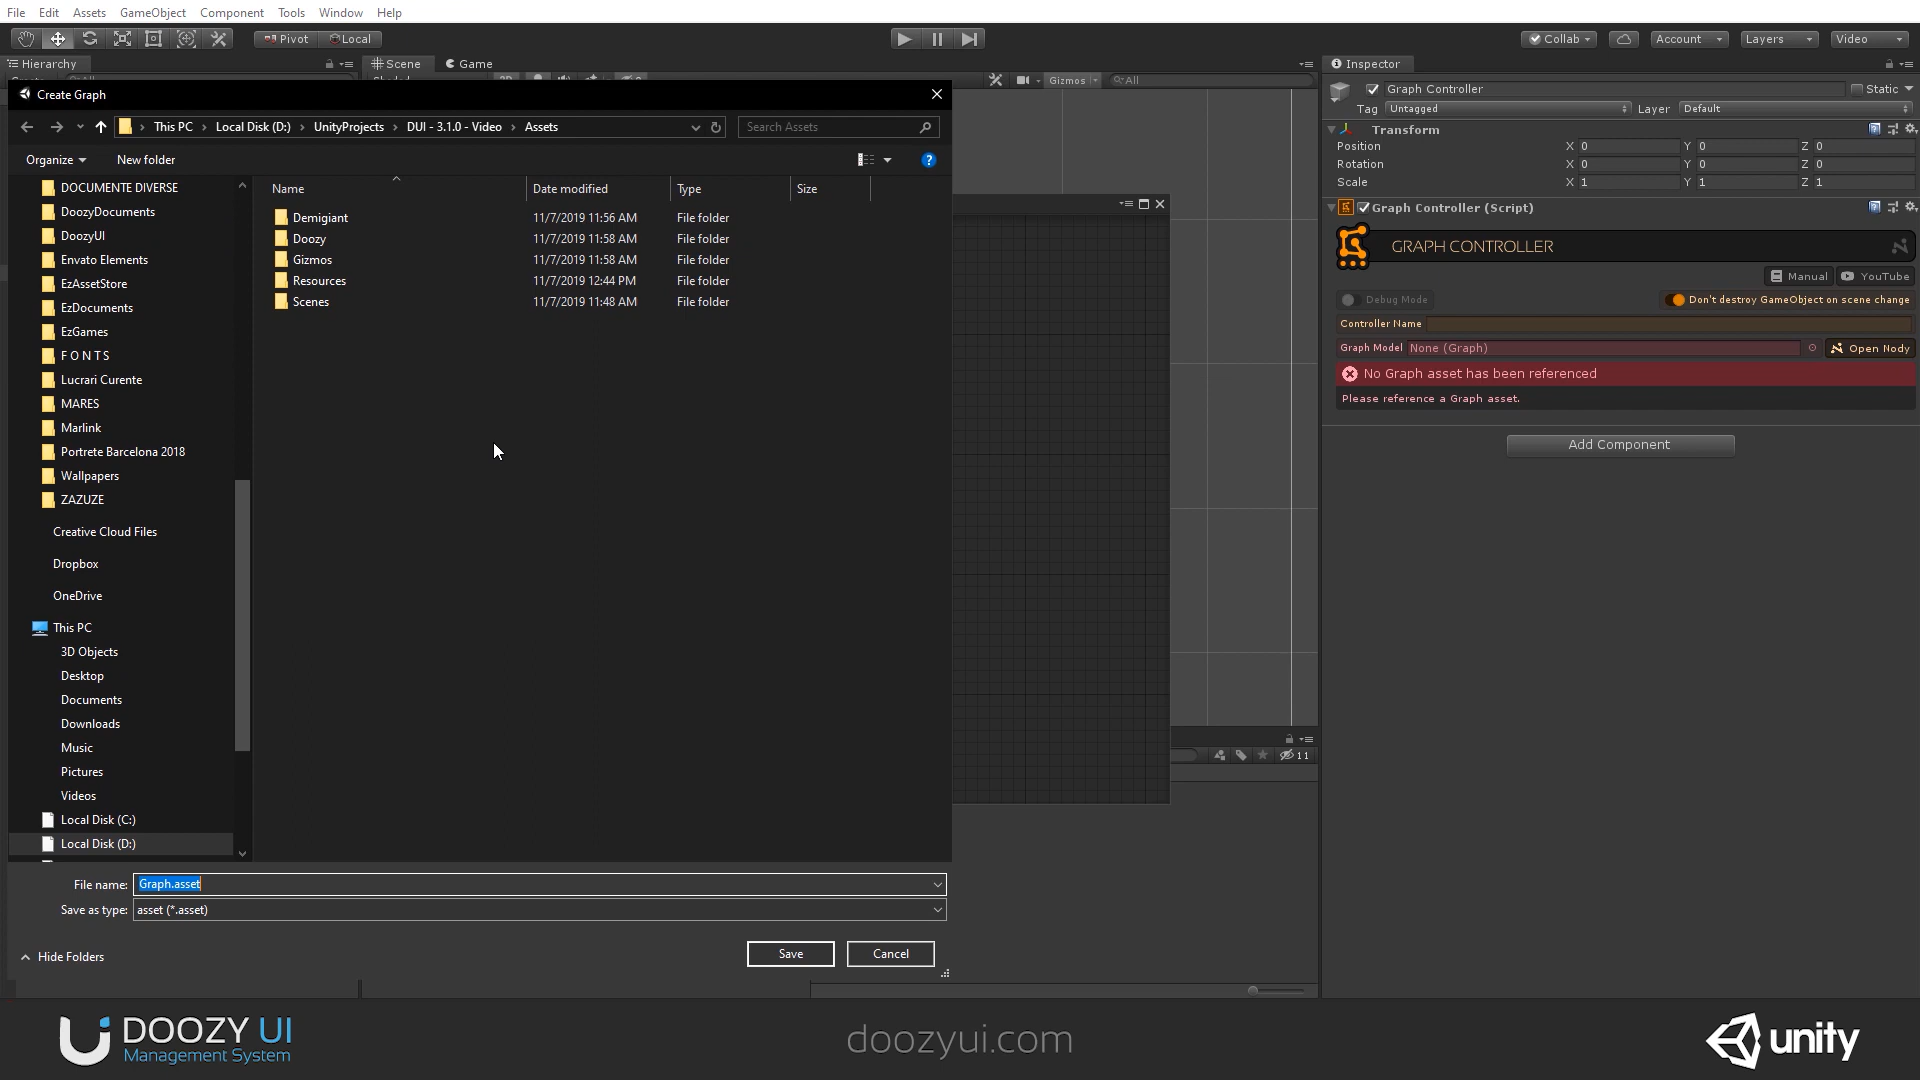 File Edit Assets GameObject Component Tools Window Help
Pivot Local Collab Account Layers Video
Hierarchy Scene Game Inspector
Gizmos All
Create Graph
Graph Controller Static
Tag Untagged Layer Default
This PC > Local Disk (D:) > UnityProjects > DUI - 3.1.0 - Video > Assets
Search Assets
Organize New folder
Transform
Position X 0 Y 0 Z 0
Rotation X 0 Y 0 Z 0
Scale X 1 Y 1 Z 1
Graph Controller (Script)
GRAPH CONTROLLER
Manual YouTube
Debug Mode Don't destroy GameObject on scene change
Controller Name
Graph Model None (Graph) Open Nody
No Graph asset has been referenced
Please reference a Graph asset.
Add Component
DOCUMENTE DIVERSE
DoozyDocuments
DoozyUI
Envato Elements
EzAssetStore
EzDocuments
EzGames
F O N T S
Lucrari Curente
MARES
Marlink
Portrete Barcelona 2018
Wallpapers
ZAZUZE
Creative Cloud Files
Dropbox
OneDrive
This PC
3D Objects
Desktop
Documents
Downloads
Music
Pictures
Videos
Local Disk (C:)
Local Disk (D:)
Name Date modified Type Size
Demigiant 11/7/2019 11:56 AM File folder
Doozy 11/7/2019 11:58 AM File folder
Gizmos 11/7/2019 11:58 AM File folder
Resources 11/7/2019 12:44 PM File folder
Scenes 11/7/2019 11:48 AM File folder
11
File name: Graph.asset
Save as type: asset (*.asset)
Hide Folders Save Cancel
DOOZY UI
Management System
doozyui.com
unity